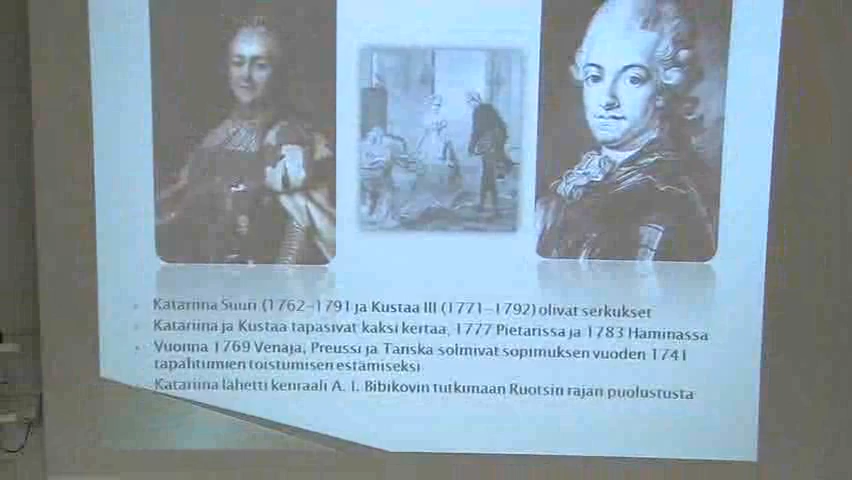 Katariina Suuri (1762-1791 ja Kustaa III (1771-1792) olivat serkukset
Katariina ja Kustaa tapasivat kaksi kertaa, 1777 Pietarissa ja 1783 Haminassa
Vuonna 1769 Venäjä, Preussi ja Tanska solmivat sopimuksen vuoden 1741
tapahtumien toistumisen estämiseksi
Katariina lähetti kenraali A. I. Bibikovin tutkimaan Ruotsin rajan puolustusta